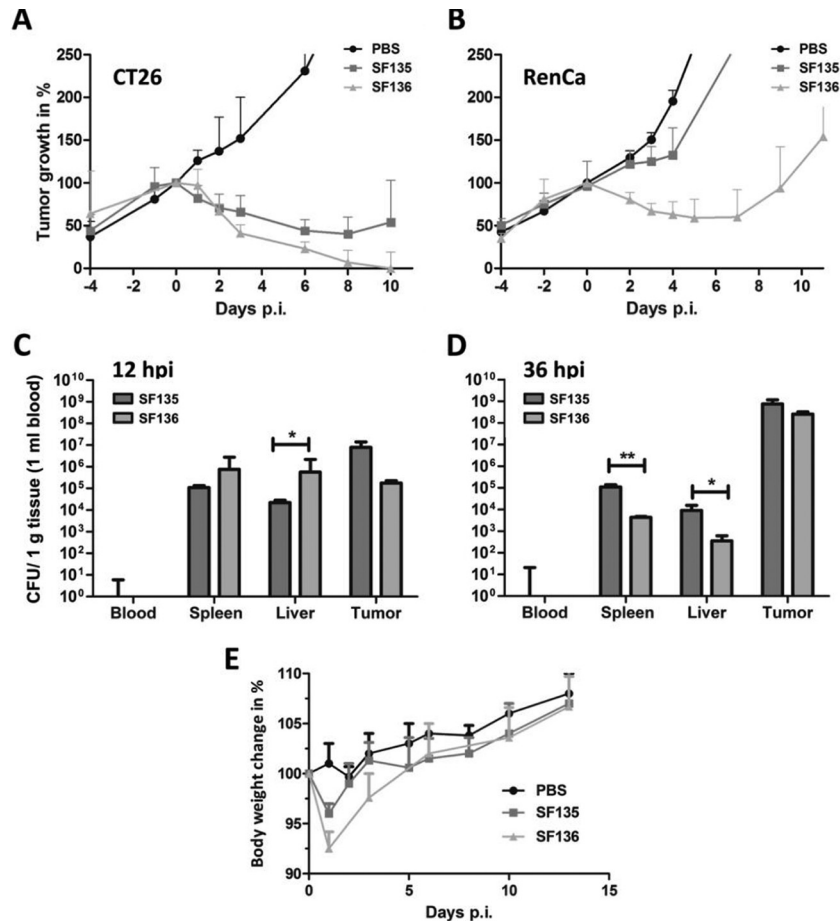 A
CT26
PBS
SF135
SF136
Tumor growth in %
250
200
150
100
50
0
-4 -2 0 2 4 6 8 10
Days p.i.
B
RenCa
PBS
SF135
SF136
250
200
150
100
50
0
-4 -2 0 2 4 6 8 10
Days p.i.
C
12 hpi
SF135
SF136
CFU/ 1 g tissue (1 ml blood)
10¹⁰
10⁹
10⁸
10⁷
10⁶
10⁵
10⁴
10³
10²
10¹
10⁰
*
Blood Spleen Liver Tumor
D
36 hpi
SF135
SF136
10¹⁰
10⁹
10⁸
10⁷
10⁶
10⁵
10⁴
10³
10²
10¹
10⁰
**
*
Blood Spleen Liver Tumor
E
Body weight change in %
110
105
100
95
90
PBS
SF135
SF136
0 5 10 15
Days p.i.